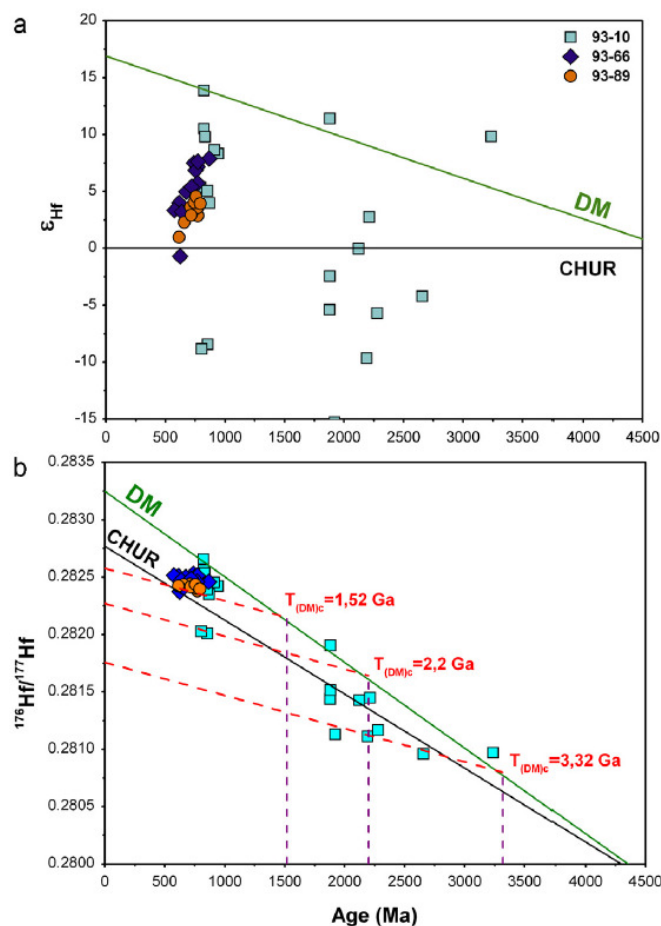 a
20
15
10
5
0
-5
-10
-15
εHf
93-10
93-66
93-89
DM
CHUR
0 500 1000 1500 2000 2500 3000 3500 4000 4500
b
0.2835
0.2830
0.2825
0.2820
0.2815
0.2810
0.2805
0.2800
176Hf/177Hf
DM
CHUR
T(DM)c=1,52 Ga
T(DM)c=2,2 Ga
T(DM)c=3,32 Ga
0 500 1000 1500 2000 2500 3000 3500 4000 4500
Age (Ma)